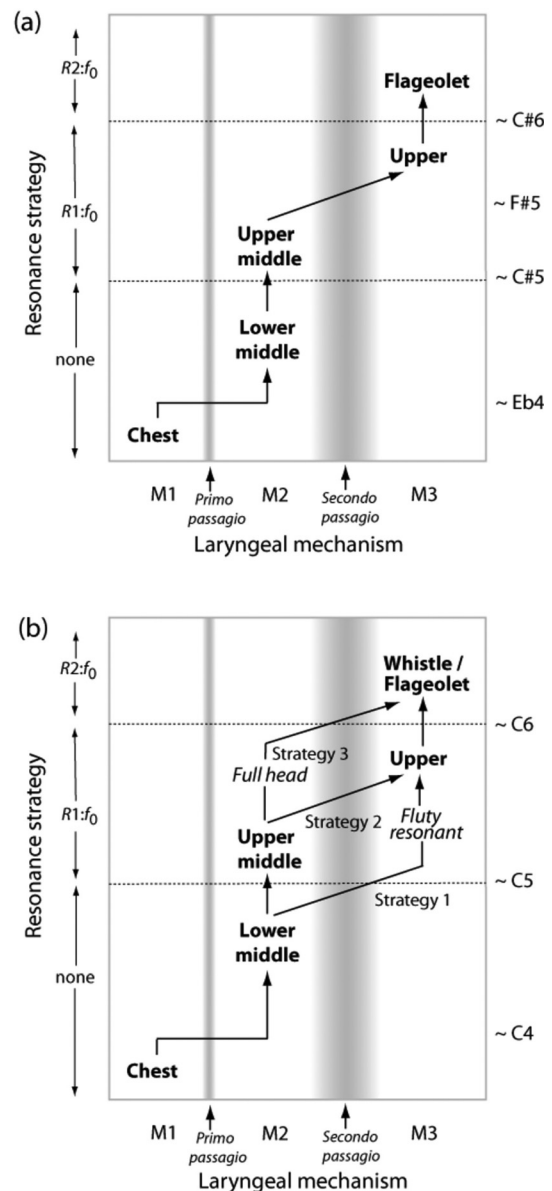 (a)
R2:f0
Flageolet
~ C#6
Upper
Resonance strategy
R1:f0
~ F#5
Upper
middle
~ C#5
Lower
middle
none
~ Eb4
Chest
M1
Primo
passagio
M2
Secondo
passagio
M3
Laryngeal mechanism
(b)
R2:f0
Whistle /
Flageolet
~ C6
Strategy 3
Full head
Upper
Resonance strategy
R1:f0
Strategy 2
Fluty
resonant
Upper
middle
~ C5
Strategy 1
Lower
middle
none
~ C4
Chest
M1
Primo
passagio
M2
Secondo
passagio
M3
Laryngeal mechanism